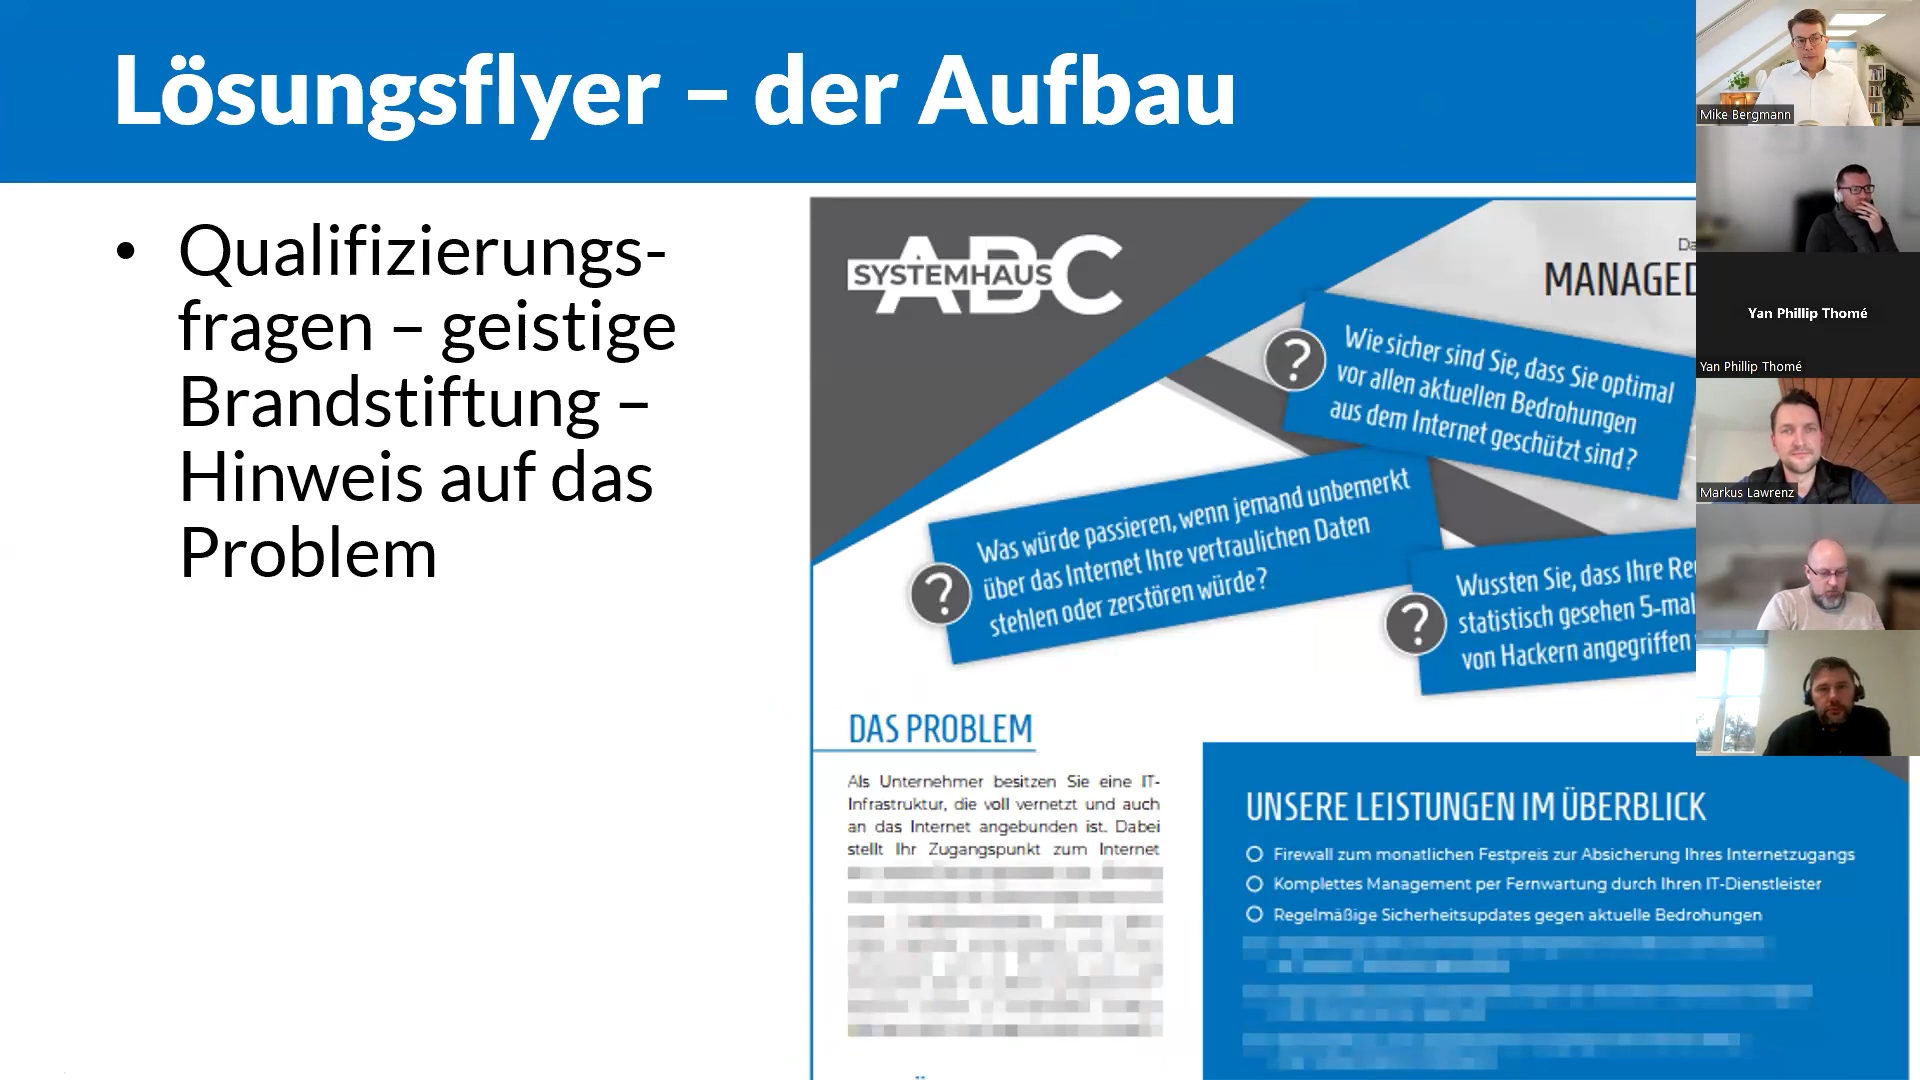 Lösungsflyer – der Aufbau
• Qualifizierungs-
fragen – geistige
Brandstiftung –
Hinweis auf das
Problem
ABC
SYSTEMHAUS
MANAGED
? Wie sicher sind Sie, dass Sie optimal
vor allen aktuellen Bedrohungen
aus dem Internet geschützt sind?
? Was würde passieren, wenn jemand unbemerkt
über das Internet Ihre vertraulichen Daten
stehlen oder zerstören würde?
? Wussten Sie, dass Ihre
statistisch gesehen 5-mal
von Hackern angegriffen
DAS PROBLEM
Als Unternehmer besitzen Sie eine IT-
Infrastruktur, die voll vernetzt und auch
an das Internet angebunden ist. Dabei
stellt Ihr Zugangspunkt zum Internet
UNSERE LEISTUNGEN IM ÜBERBLICK
Firewall zum monatlichen Festpreis zur Absicherung Ihres Internetzugangs
Komplettes Management per Fernwartung durch Ihren IT-Dienstleister
Regelmäßige Sicherheitsupdates gegen aktuelle Bedrohungen
Mike Bergmann
Yan Phillip Thomé
Yan Phillip Thomé
Markus Lawrenz